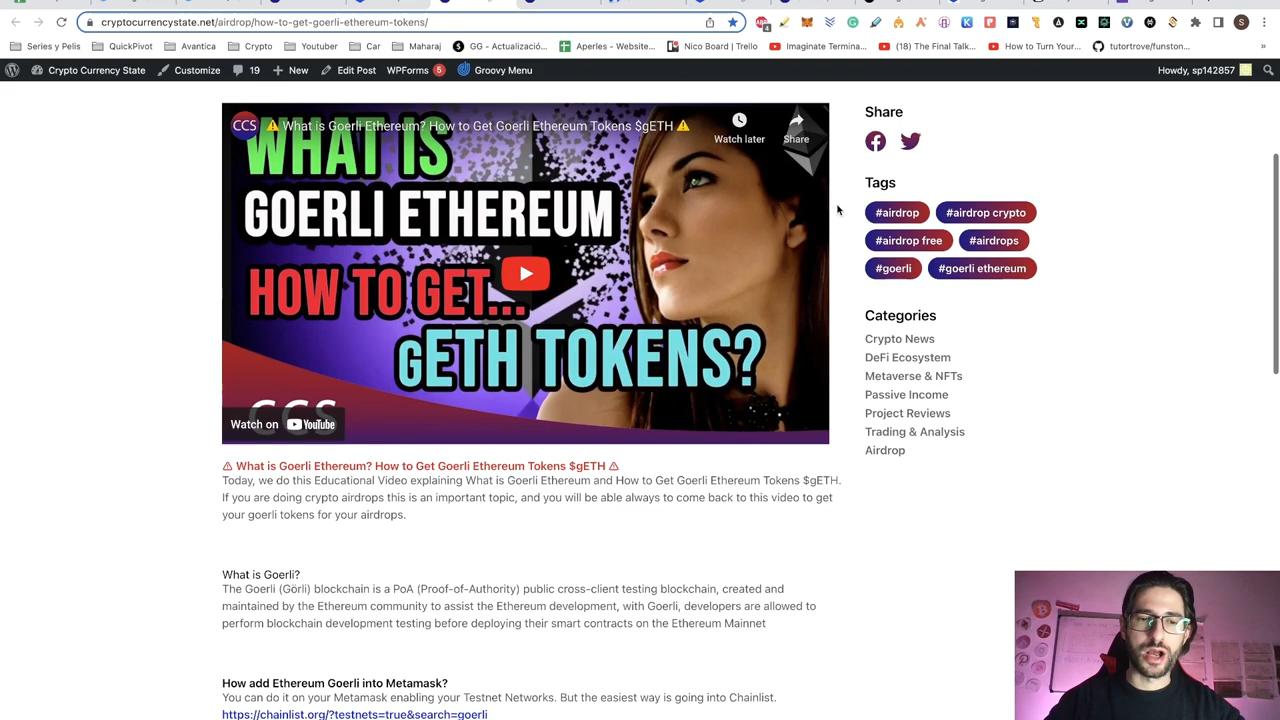 cryptocurrencystate.net/airdrop/how-to-get-goerli-ethereum-tokens/
S
4
Series y Pelis
QuickPivot
Avantica
Crypto
Youtuber
Car
Maharaj
GG - Actualizació...
Aperles - Website...
Nico Board | Trello
Imaginate Termina...
(18) The Final Talk...
How to Turn Your...
tutortrove/funston...
»
Crypto Currency State
Customize
19
New
Edit Post
WPForms 5
Groovy Menu
Howdy, sp142857
CCS
⚠ What is Goerli Ethereum? How to Get Goerli Ethereum Tokens $gETH ⚠
Watch later
Share
WHAT IS
GOERLI ETHEREUM
HOW TO GET...
gETH TOKENS?
CCS
Watch on YouTube
Share
Tags
#airdrop
#airdrop crypto
#airdrop free
#airdrops
#goerli
#goerli ethereum
Categories
Crypto News
DeFi Ecosystem
Metaverse & NFTs
Passive Income
Project Reviews
Trading & Analysis
Airdrop
⚠ What is Goerli Ethereum? How to Get Goerli Ethereum Tokens $gETH ⚠
Today, we do this Educational Video explaining What is Goerli Ethereum and How to Get Goerli Ethereum Tokens $gETH.
If you are doing crypto airdrops this is an important topic, and you will be able always to come back to this video to get
your goerli tokens for your airdrops.
What is Goerli?
The Goerli (Görli) blockchain is a PoA (Proof-of-Authority) public cross-client testing blockchain, created and
maintained by the Ethereum community to assist the Ethereum development, with Goerli, developers are allowed to
perform blockchain development testing before deploying their smart contracts on the Ethereum Mainnet
How add Ethereum Goerli into Metamask?
You can do it on your Metamask enabling your Testnet Networks. But the easiest way is going into Chainlist.
https://chainlist.org/?testnets=true&search=goerli